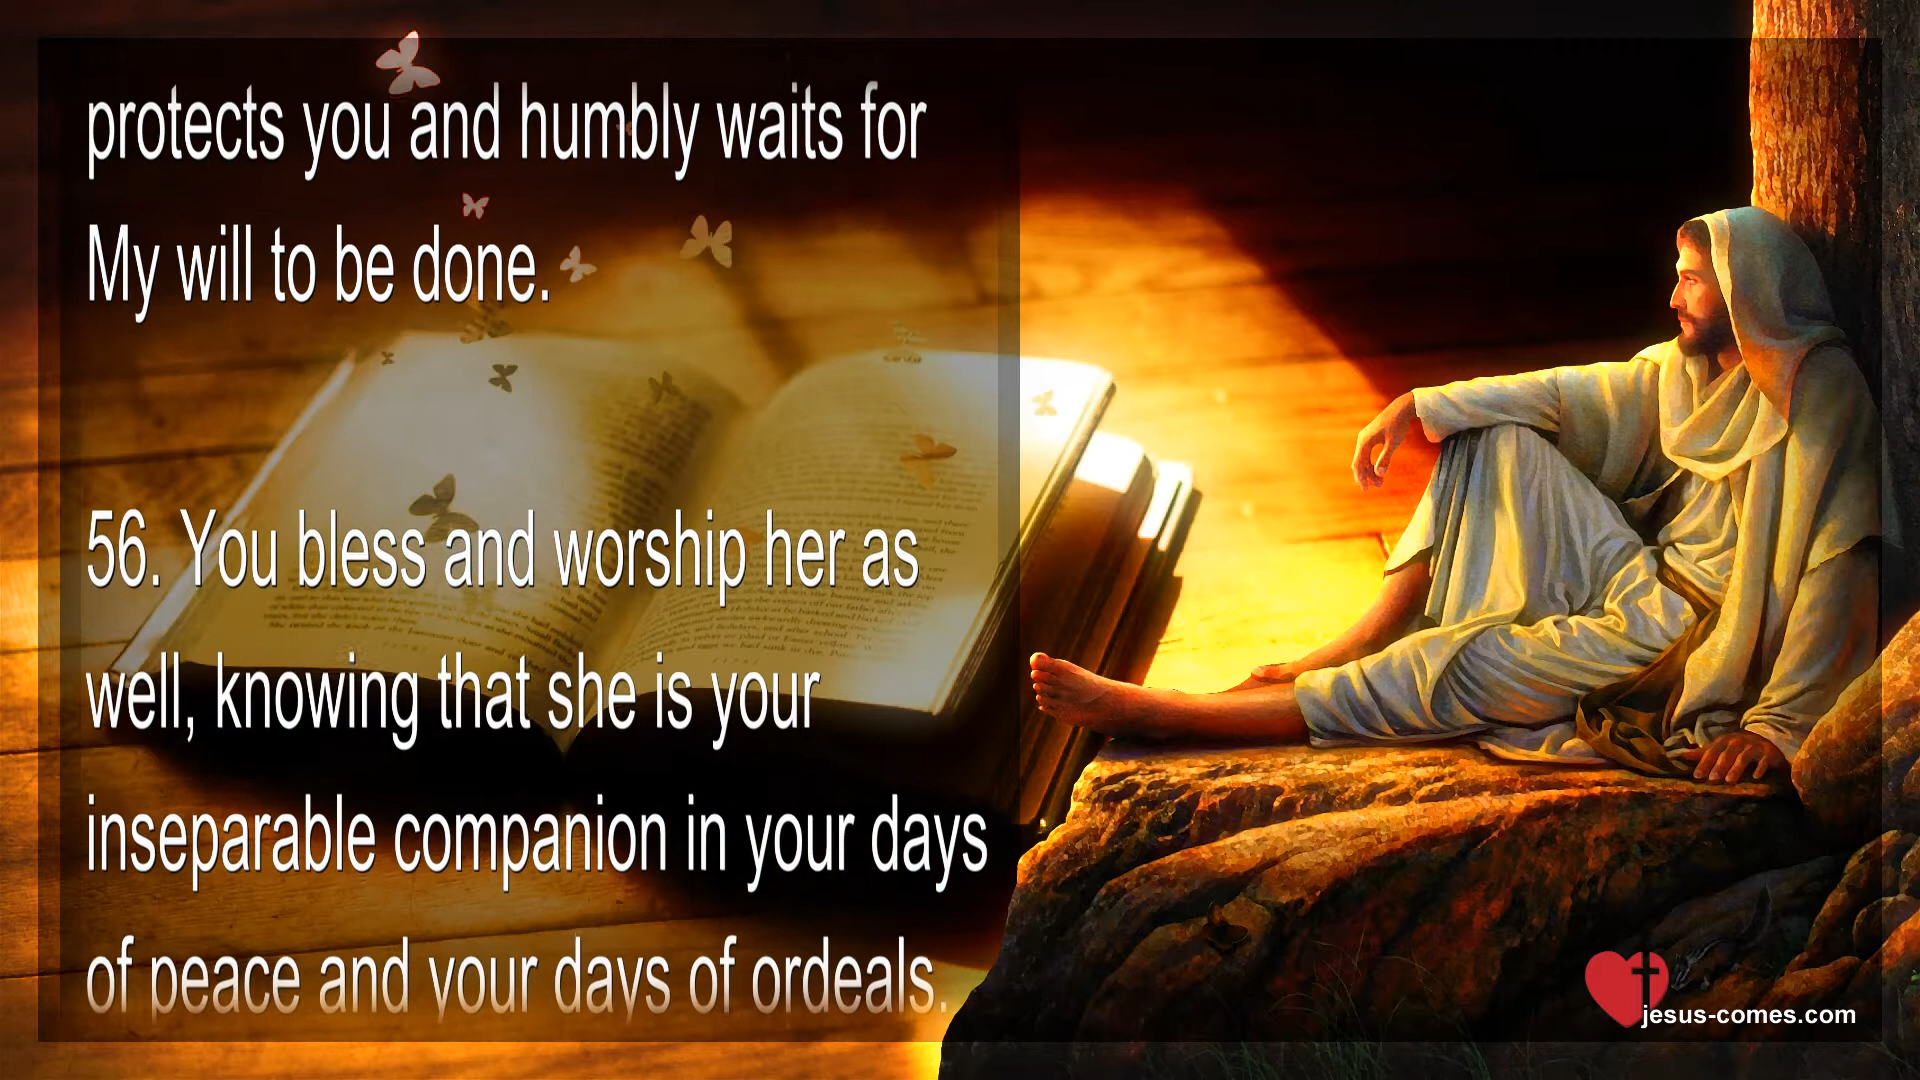 protects you and humbly waits for
My will to be done.
56. You bless and worship her as
well, knowing that she is your
inseparable companion in your days
of peace and your days of ordeals.
jesus-comes.com